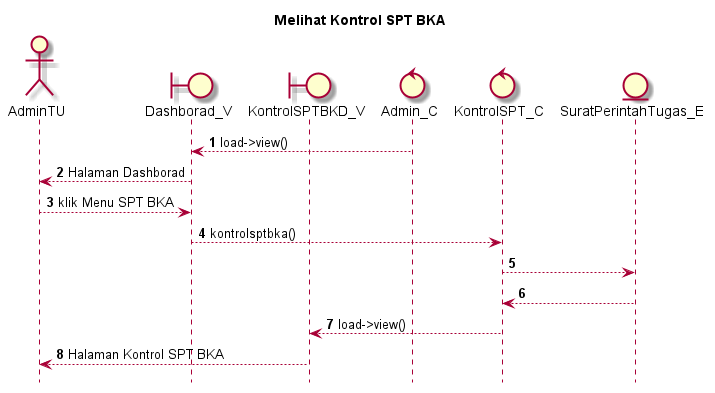 Melihat Kontrol SPT BKA
AdminTU Dashborad_V KontrolSPTBKD_V Admin_C KontrolSPT_C SuratPerintahTugas_E
1 load->view()
2 Halaman Dashborad
3 klik Menu SPT BKA
4 kontrolsptbka()
5
6
7 load->view()
8 Halaman Kontrol SPT BKA